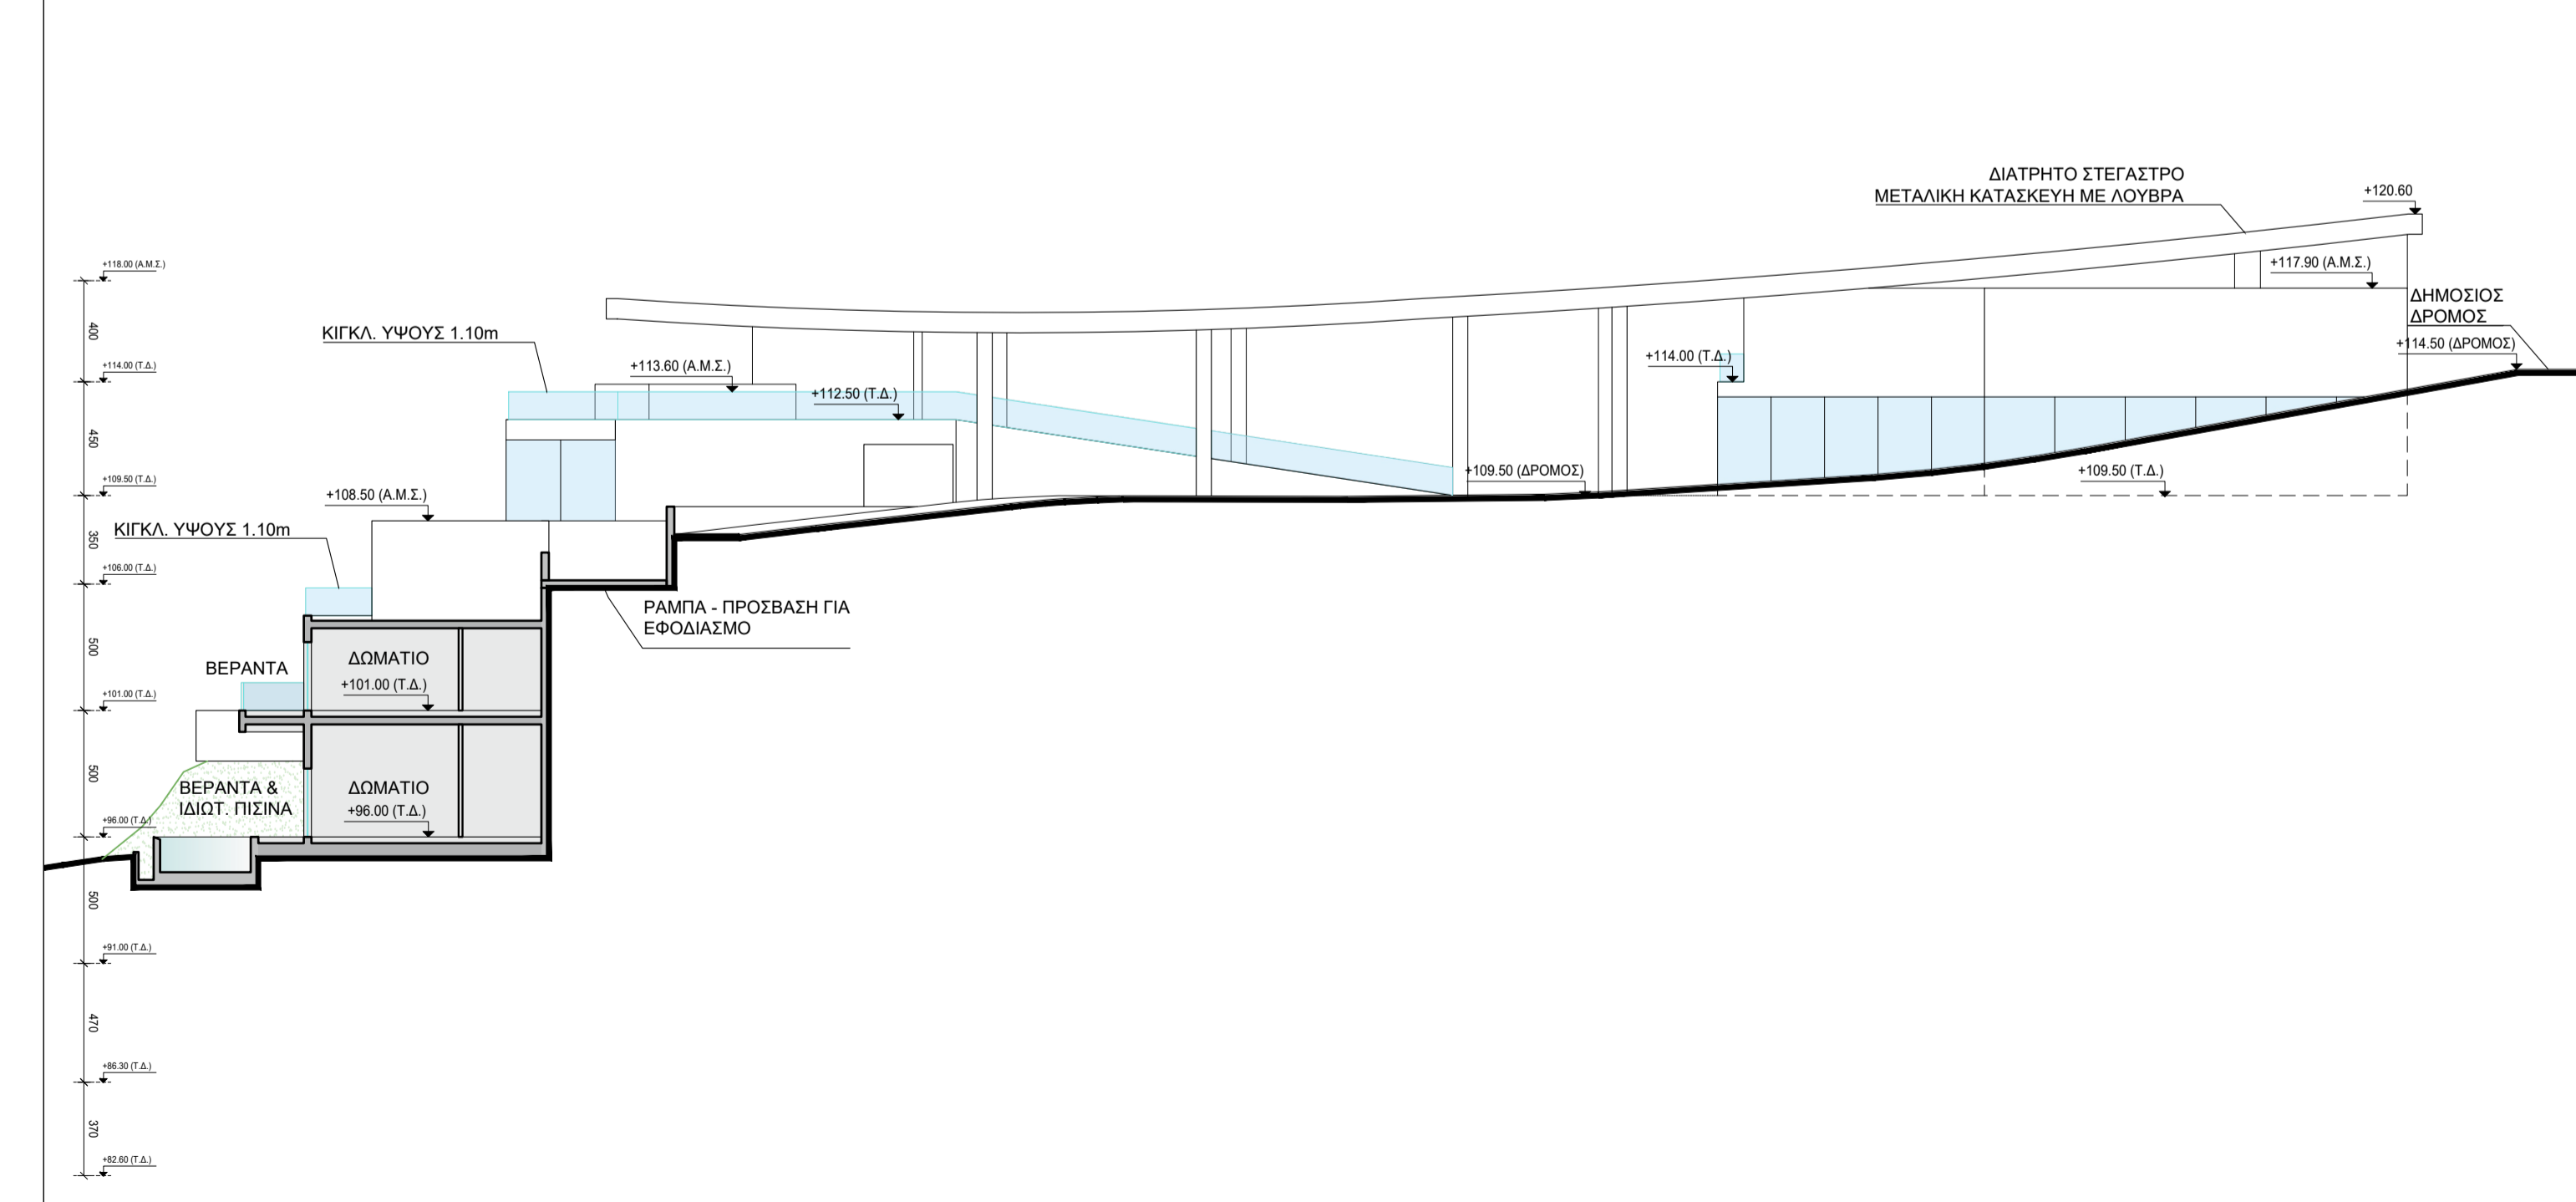 ΔΙΑΤΡΗΤΟ ΣΤΕΓΑΣΤΡΟ
ΜΕΤΑΛΙΚΗ ΚΑΤΑΣΚΕΥΗ ΜΕ ΛΟΥΒΡΑ
+120.60
+118.00 (Α.Μ.Σ.)
+117.90 (Α.Μ.Σ.)
ΔΗΜΟΣΙΟΣ
ΔΡΟΜΟΣ
+114.50 (ΔΡΟΜΟΣ)
400
ΚΙΓΚΛ. ΥΨΟΥΣ 1.10m
+114.00 (Τ.Δ.)
+113.60 (Α.Μ.Σ.)
+114.00 (Τ.Δ.)
+112.50 (Τ.Δ.)
450
+109.50 (Τ.Δ.)
+109.50 (ΔΡΟΜΟΣ)
+109.50 (Τ.Δ.)
+108.50 (Α.Μ.Σ.)
ΚΙΓΚΛ. ΥΨΟΥΣ 1.10m
350
+106.00 (Τ.Δ.)
ΡΑΜΠΑ - ΠΡΟΣΒΑΣΗ ΓΙΑ
ΕΦΟΔΙΑΣΜΟ
500
ΒΕΡΑΝΤΑ
ΔΩΜΑΤΙΟ
+101.00 (Τ.Δ.)
+101.00 (Τ.Δ.)
500
ΒΕΡΑΝΤΑ &
ΙΔΙΩΤ. ΠΙΣΙΝΑ
ΔΩΜΑΤΙΟ
+96.00 (Τ.Δ.)
+96.00 (Τ.Δ.)
500
+91.00 (Τ.Δ.)
470
+86.30 (Τ.Δ.)
370
+82.60 (Τ.Δ.)